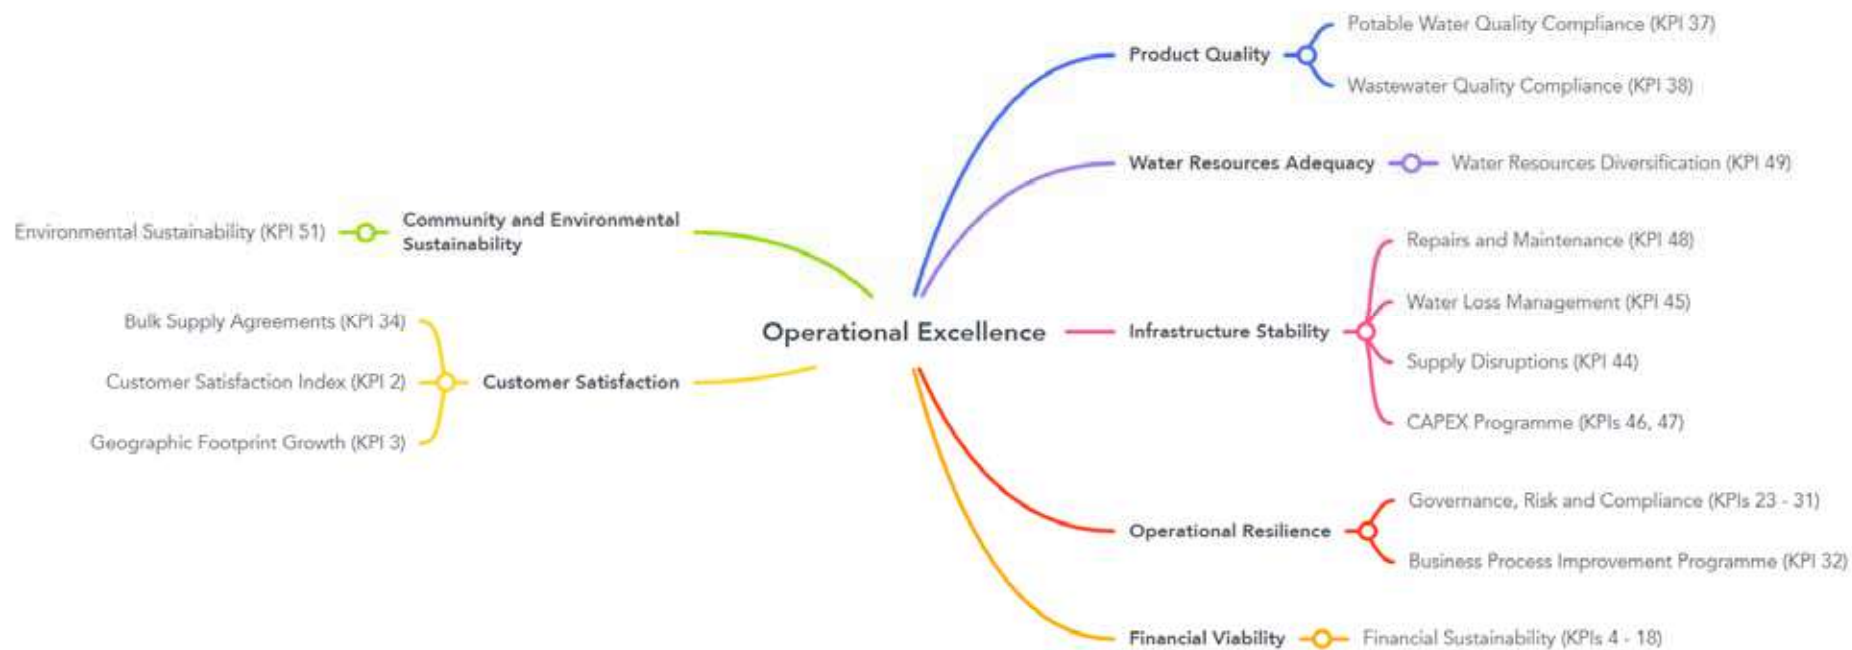 Operational Excellence
Product Quality
Potable Water Quality Compliance (KPI 37)
Wastewater Quality Compliance (KPI 38)
Water Resources Adequacy
Water Resources Diversification (KPI 49)
Infrastructure Stability
Repairs and Maintenance (KPI 48)
Water Loss Management (KPI 45)
Supply Disruptions (KPI 44)
CAPEX Programme (KPIs 46, 47)
Operational Resilience
Governance, Risk and Compliance (KPIs 23 - 31)
Business Process Improvement Programme (KPI 32)
Financial Viability
Financial Sustainability (KPIs 4 - 18)
Community and Environmental
Sustainability
Environmental Sustainability (KPI 51)
Customer Satisfaction
Bulk Supply Agreements (KPI 34)
Customer Satisfaction Index (KPI 2)
Geographic Footprint Growth (KPI 3)